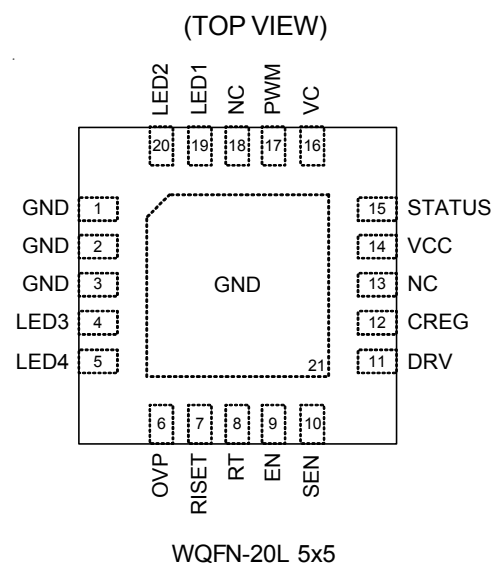 (TOP VIEW)
LED2
LED1
NC
PWM
VC
20
19
18
17
16
GND 1
15 STATUS
GND 2
14 VCC
GND 3
GND
13 NC
LED3 4
12 CREG
LED4 5
21
11 DRV
6
7
8
9
10
OVP
RISET
RT
EN
SEN
WQFN-20L 5x5